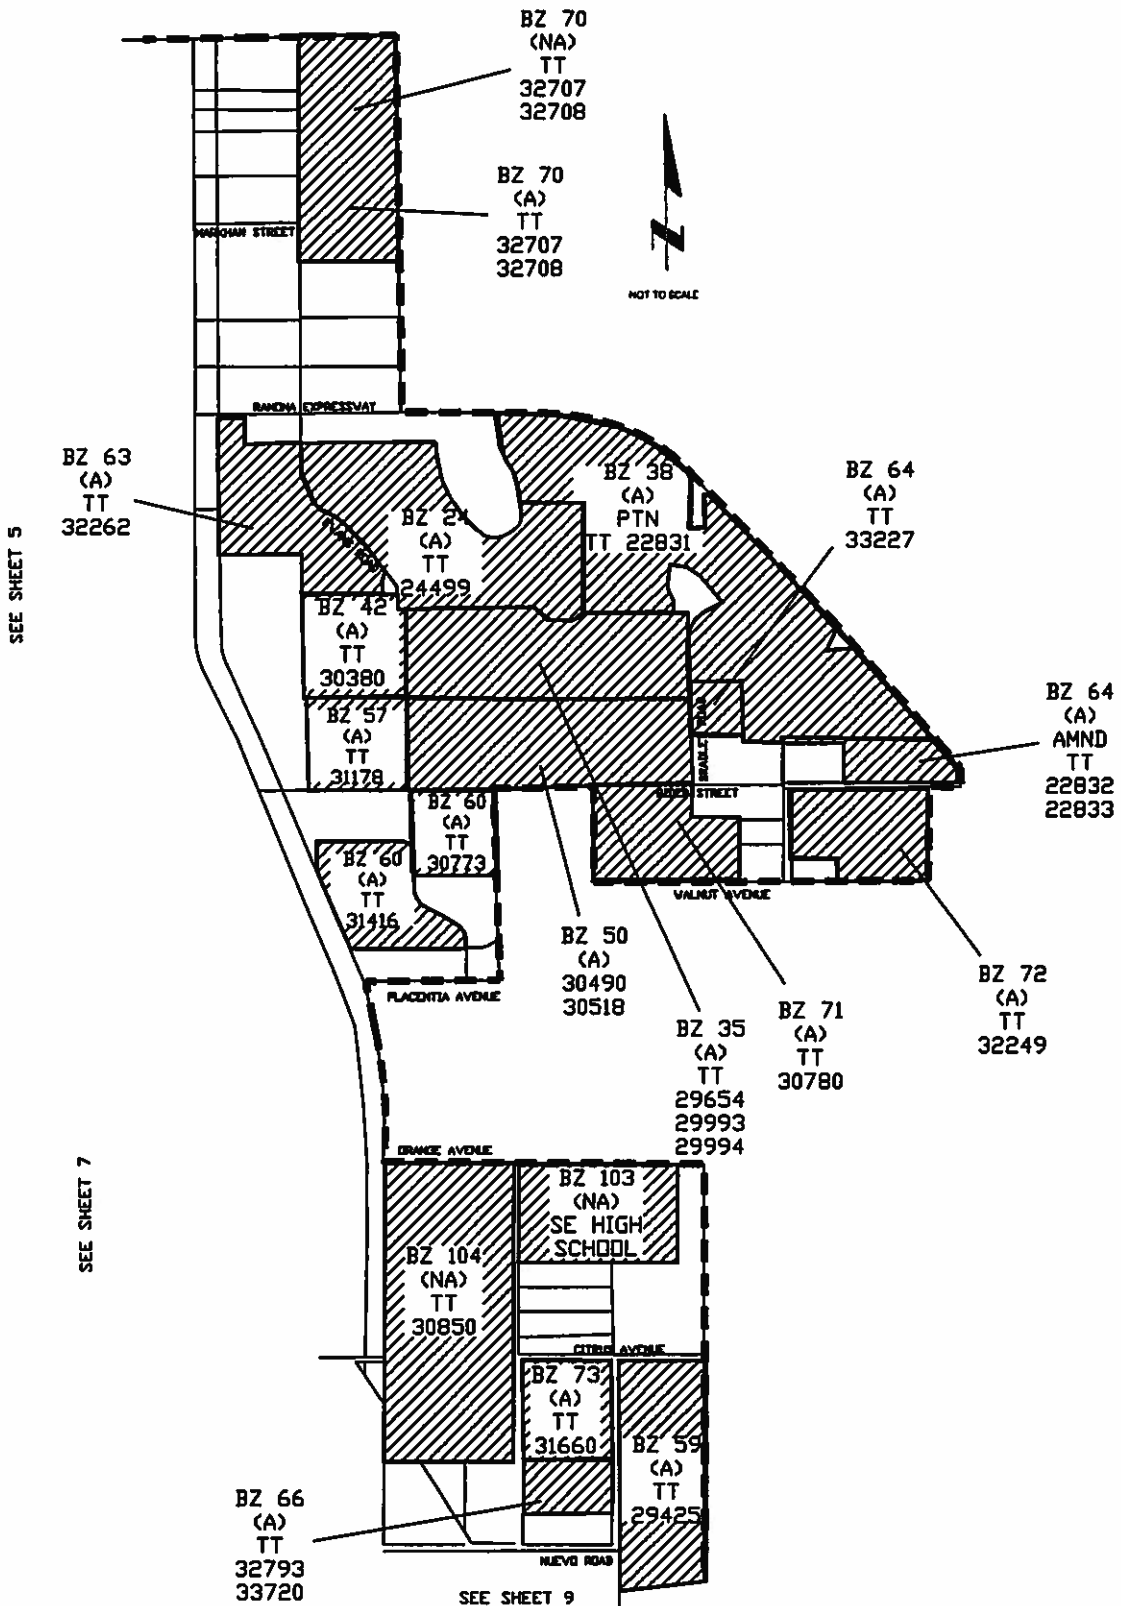 BZ 70
(NA)
TT
32707
32708
BZ 70
(A)
TT
32707
32708
MARKHAM STREET
NOT TO SCALE
RAMONA EXPRESSWAY
SEE SHEET 5
BZ 63
(A)
TT
32262
BZ 24
(A)
TT
24499
BZ 38
(A)
PTN
TT 22831
BZ 64
(A)
TT
33227
BZ 42
(A)
TT
30380
BZ 57
(A)
TT
31178
BZ 64
(A)
AMND
TT
22832
22833
ROAD
STREET
BZ 60
(A)
TT
30773
BZ 60
(A)
TT
31416
WALNUT AVENUE
PLACENTIA AVENUE
BZ 50
(A)
30490
30518
BZ 35
(A)
TT
29654
29993
29994
BZ 71
(A)
TT
30780
BZ 72
(A)
TT
32249
SEE SHEET 7
ORANGE AVENUE
BZ 103
(NA)
SE HIGH
SCHOOL
BZ 104
(NA)
TT
30850
CITRUS AVENUE
BZ 73
(A)
TT
31660
BZ 59
(A)
TT
29425
BZ 66
(A)
TT
32793
33720
NUEVO ROAD
SEE SHEET 9